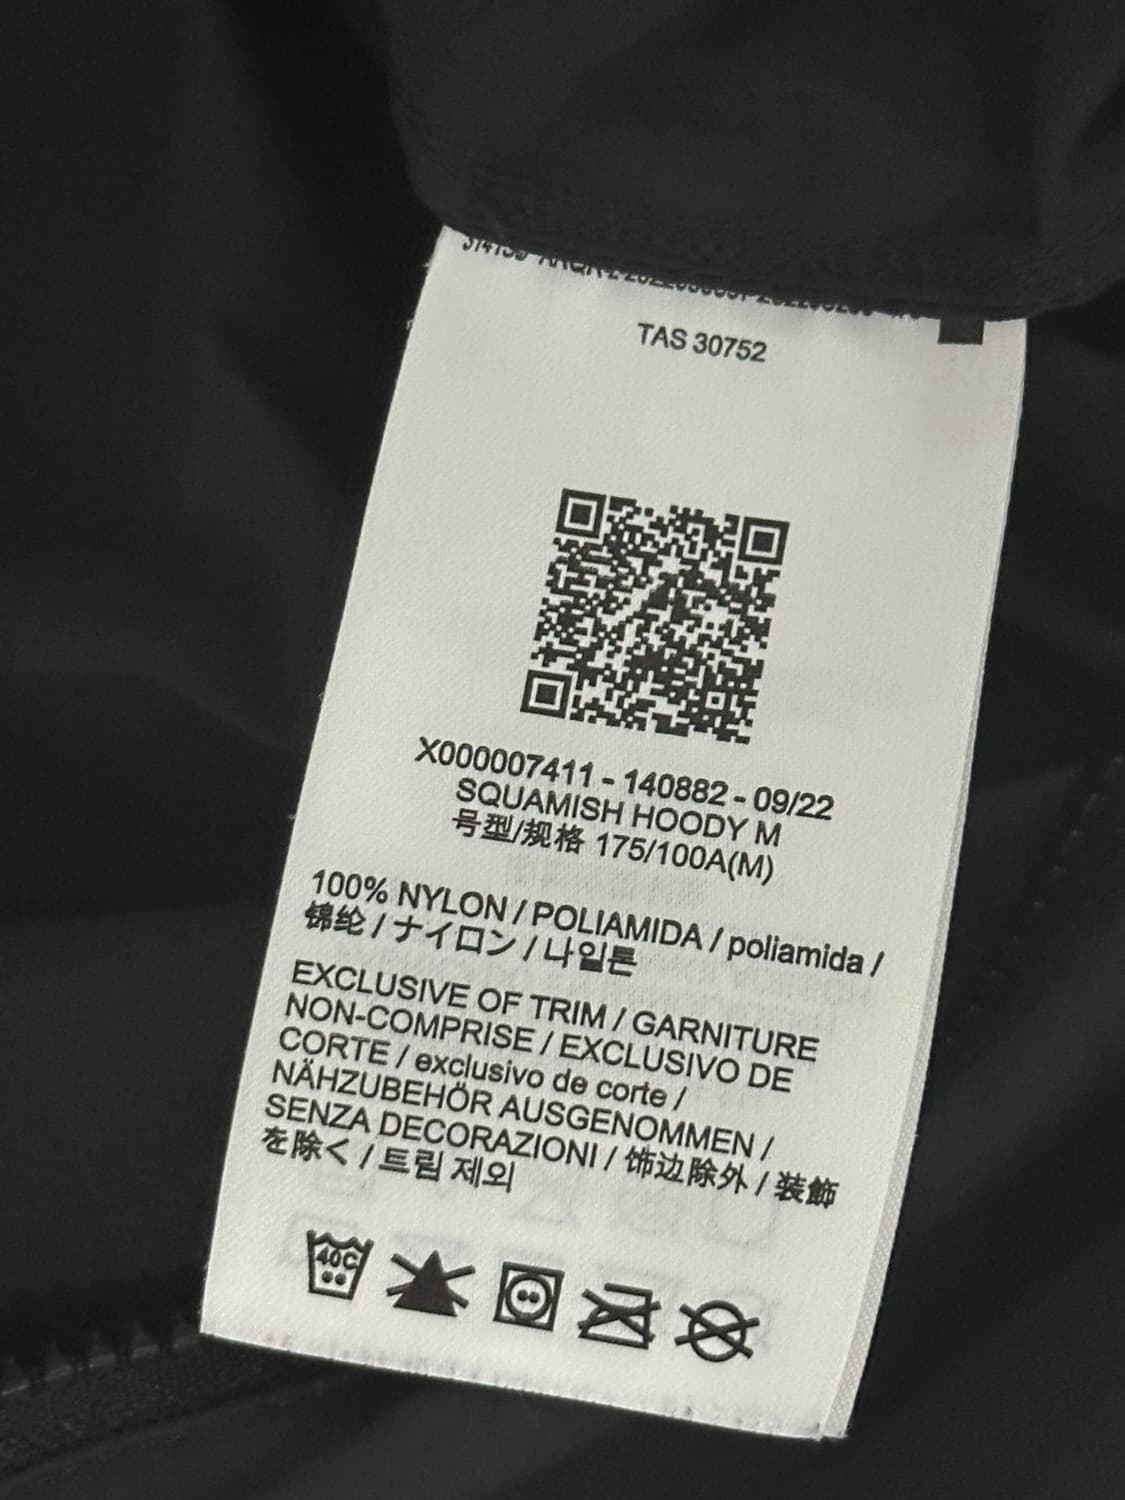 TAS 30752
X000007411 - 140882 - 09/22
SQUAMISH HOODY M
号型/规格 175/100A(M)
100% NYLON / POLIAMIDA / poliamida /
锦纶 / ナイロン / 나일론
EXCLUSIVE OF TRIM / GARNITURE
NON-COMPRISE / EXCLUSIVO DE
CORTE / exclusivo de corte /
NÄHZUBEHÖR AUSGENOMMEN /
SENZA DECORAZIONI / 饰边除外 / 装飾
を除く / 트림 제외
40C